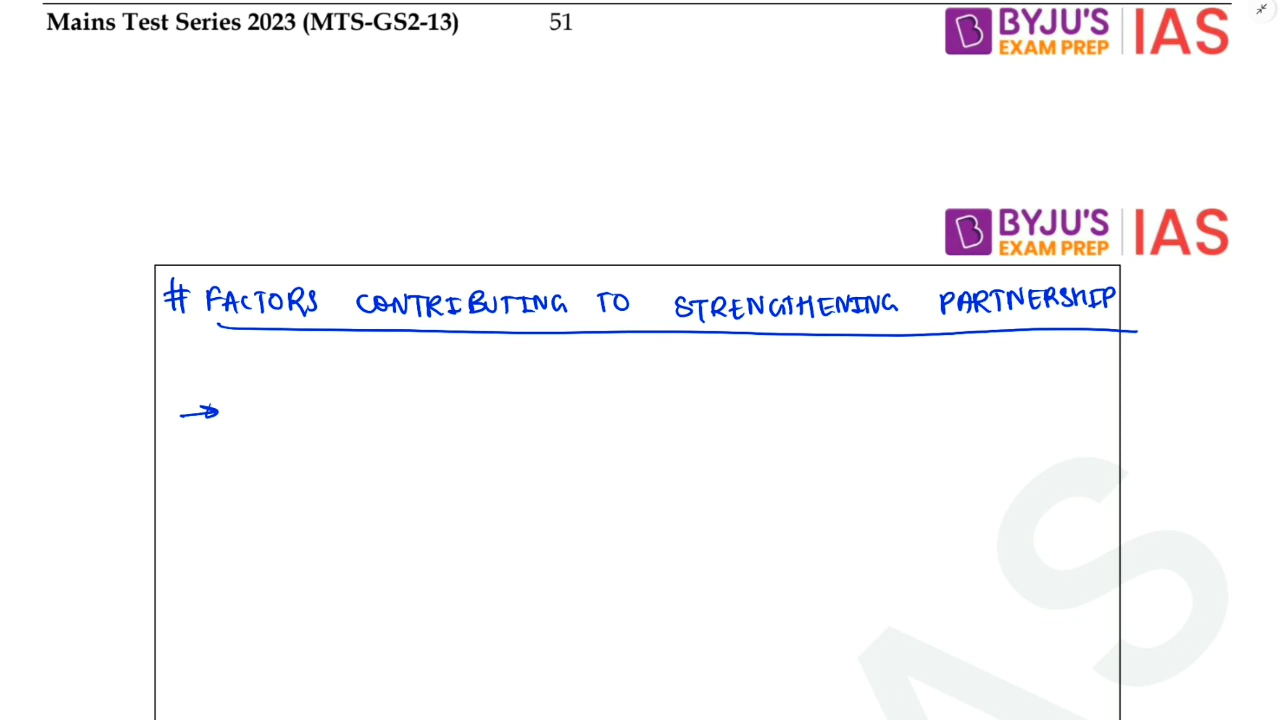 Mains Test Series 2023 (MTS-GS2-13) 51
BYJU'S IAS
EXAM PREP
BYJU'S IAS
EXAM PREP
# FACTORS CONTRIBUTING TO STRENGTHENING PARTNERSHIP
→
AS